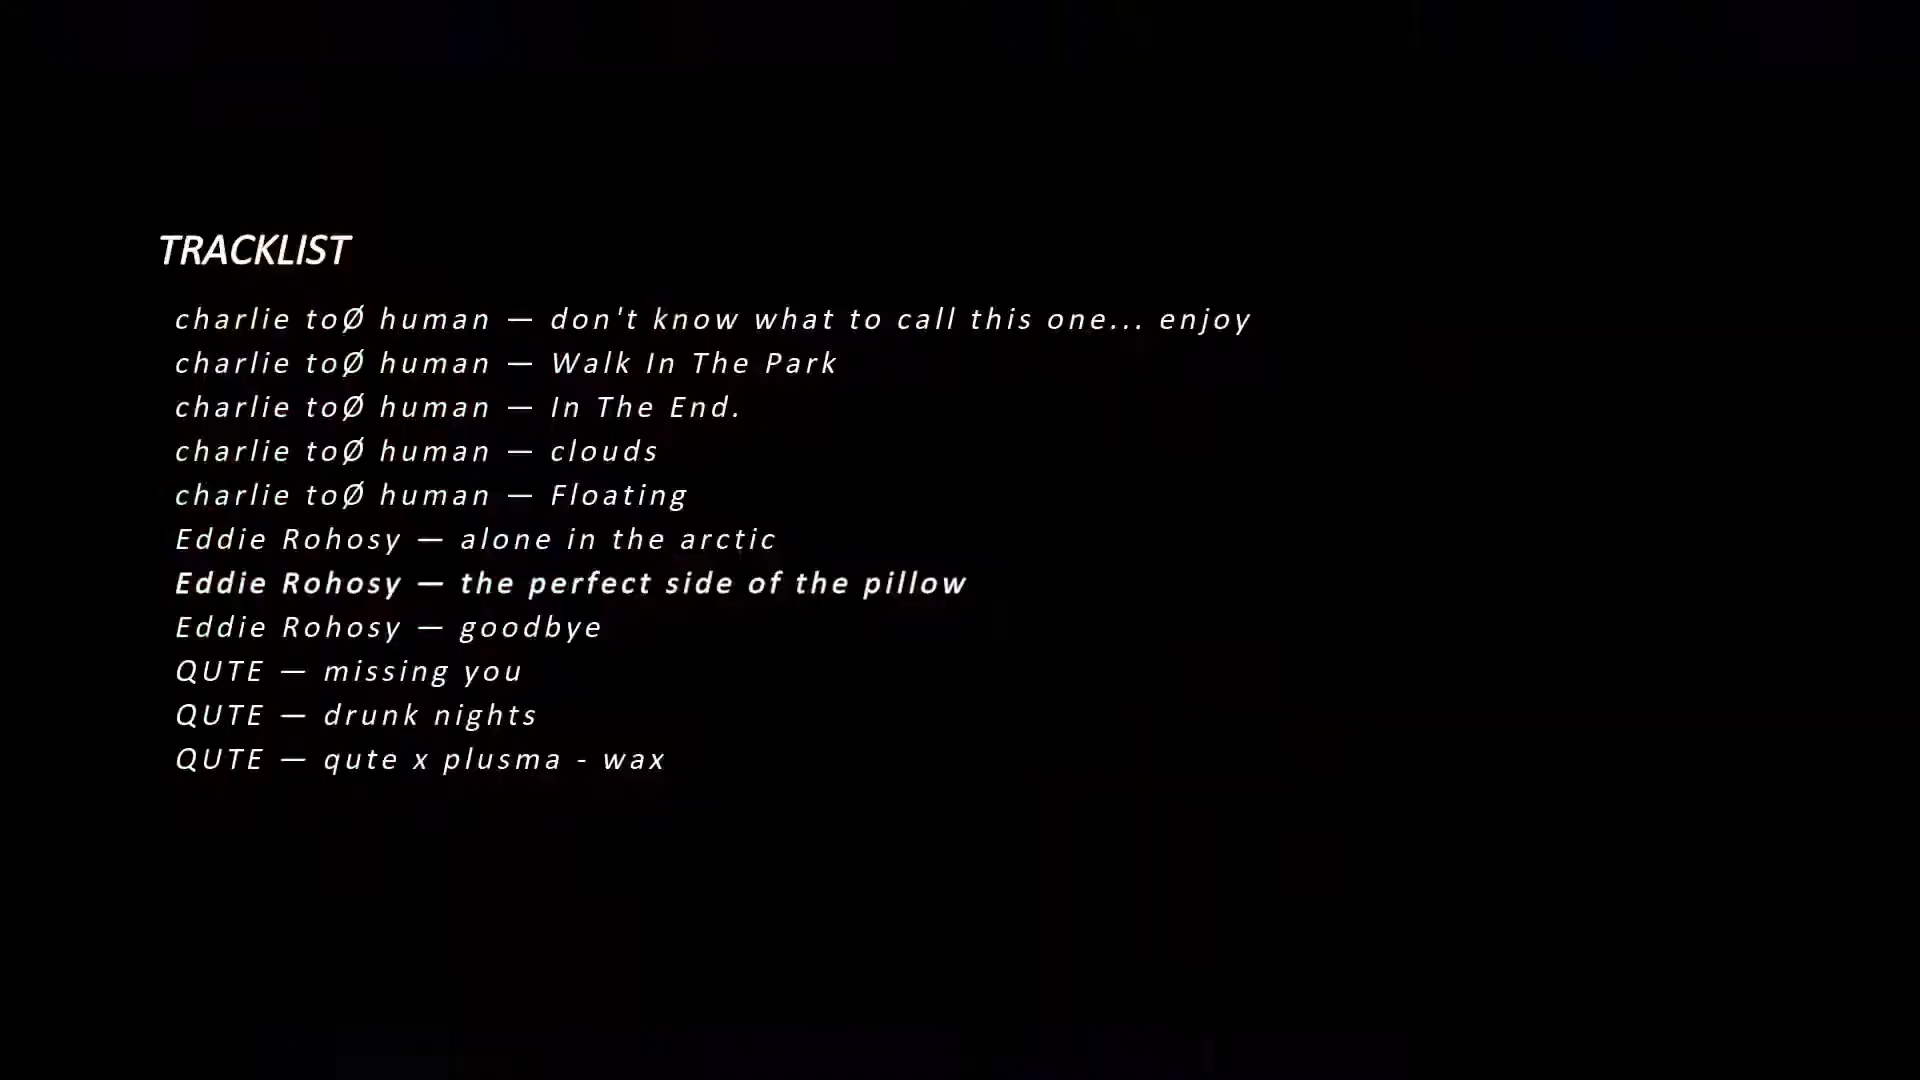 TRACKLIST
charlie toØ human — don't know what to call this one... enjoy
charlie toØ human — Walk In The Park
charlie toØ human — In The End.
charlie toØ human — clouds
charlie toØ human — Floating
Eddie Rohosy — alone in the arctic
Eddie Rohosy — the perfect side of the pillow
Eddie Rohosy — goodbye
QUTE — missing you
QUTE — drunk nights
QUTE — qute x plusma - wax